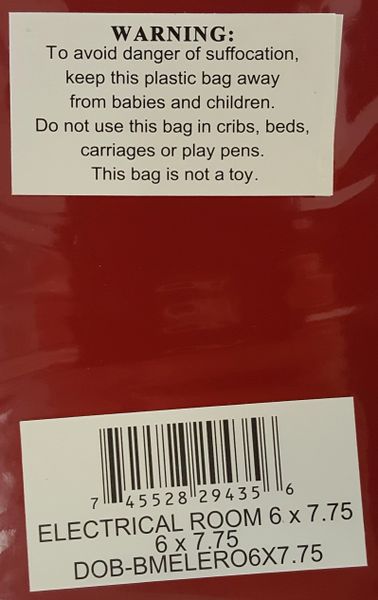 WARNING:
To avoid danger of suffocation,
keep this plastic bag away
from babies and children.
Do not use this bag in cribs, beds,
carriages or play pens.
This bag is not a toy.
7 45528 29435 6
ELECTRICAL ROOM 6 x 7.75
6 x 7.75
DOB-BMELERO6X7.75